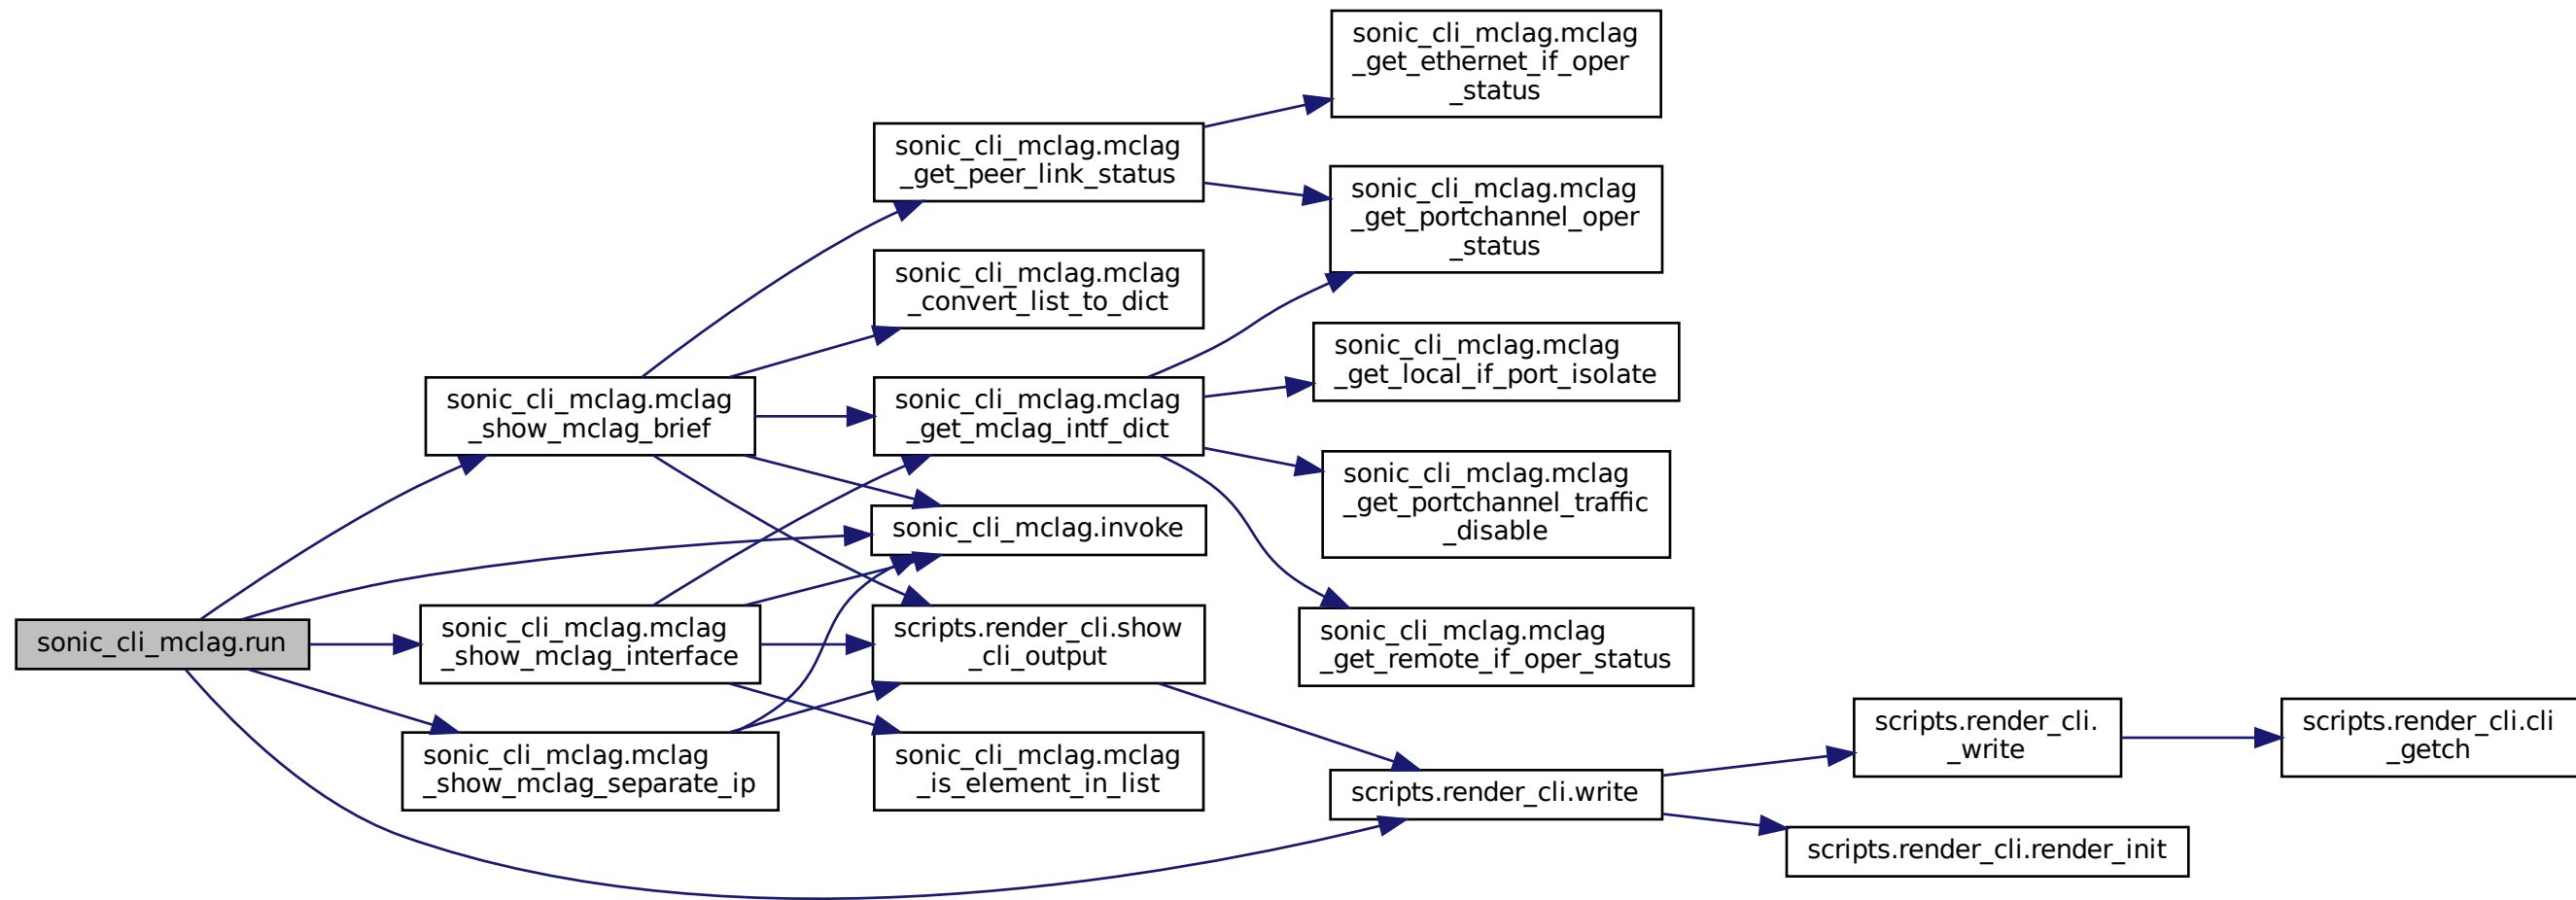 sonic_cli_mclag.run
sonic_cli_mclag.mclag
_show_mclag_brief
sonic_cli_mclag.mclag
_show_mclag_interface
sonic_cli_mclag.mclag
_show_mclag_separate_ip
sonic_cli_mclag.mclag
_get_peer_link_status
sonic_cli_mclag.mclag
_convert_list_to_dict
sonic_cli_mclag.mclag
_get_mclag_intf_dict
sonic_cli_mclag.invoke
scripts.render_cli.show
_cli_output
sonic_cli_mclag.mclag
_is_element_in_list
sonic_cli_mclag.mclag
_get_ethernet_if_oper
_status
sonic_cli_mclag.mclag
_get_portchannel_oper
_status
sonic_cli_mclag.mclag
_get_local_if_port_isolate
sonic_cli_mclag.mclag
_get_portchannel_traffic
_disable
sonic_cli_mclag.mclag
_get_remote_if_oper_status
scripts.render_cli.write
scripts.render_cli.
_write
scripts.render_cli.render_init
scripts.render_cli.cli
_getch